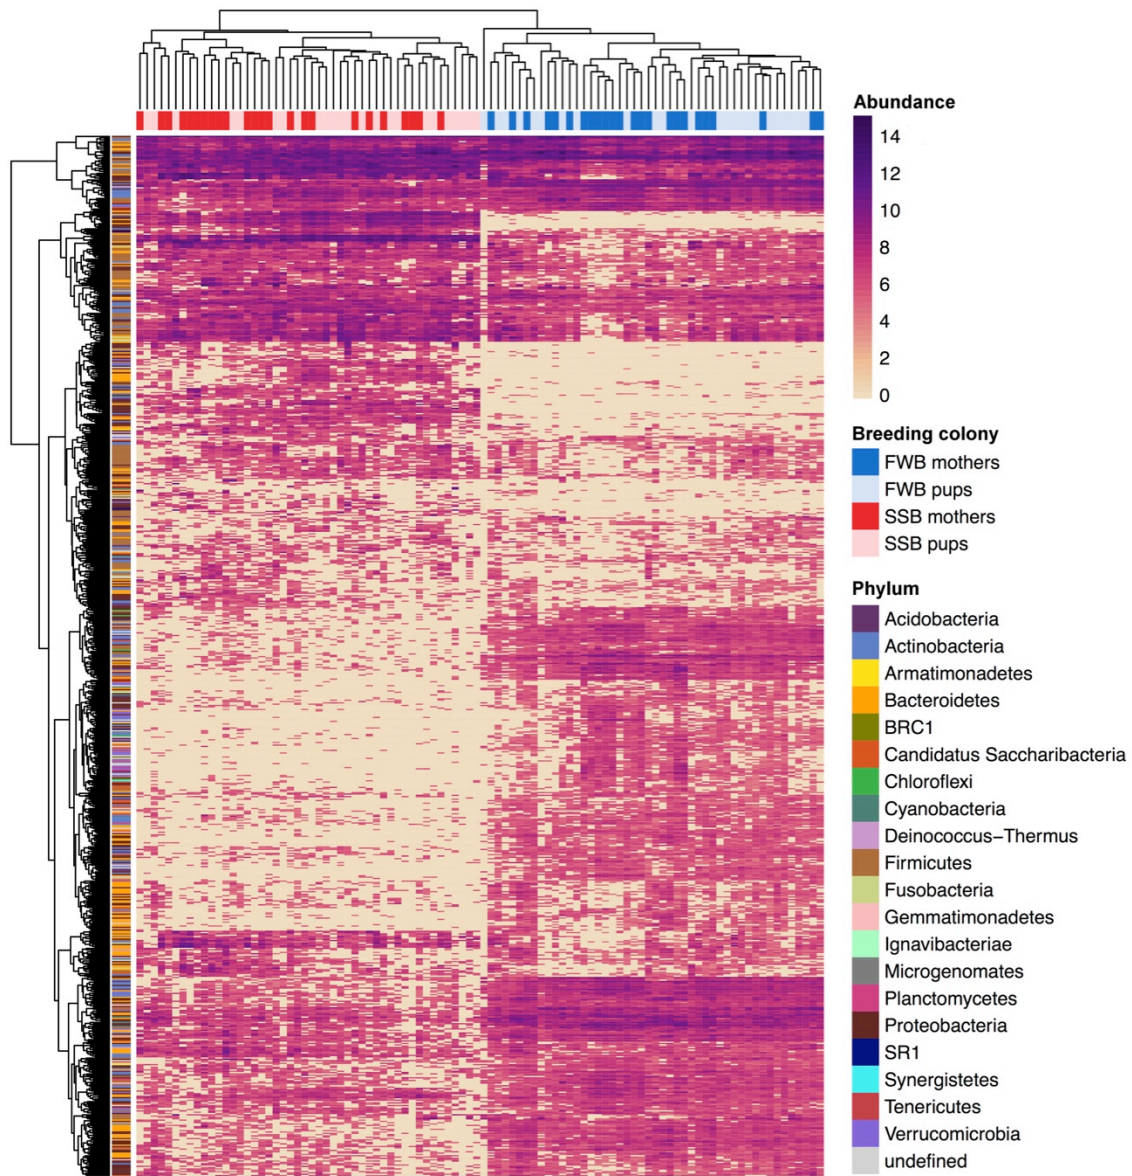 Abundance
14
12
10
8
6
4
2
0
Breeding colony
FWB mothers
FWB pups
SSB mothers
SSB pups
Phylum
Acidobacteria
Actinobacteria
Armatimonadetes
Bacteroidetes
BRC1
Candidatus Saccharibacteria
Chloroflexi
Cyanobacteria
Deinococcus−Thermus
Firmicutes
Fusobacteria
Gemmatimonadetes
Ignavibacteriae
Microgenomates
Planctomycetes
Proteobacteria
SR1
Synergistetes
Tenericutes
Verrucomicrobia
undefined